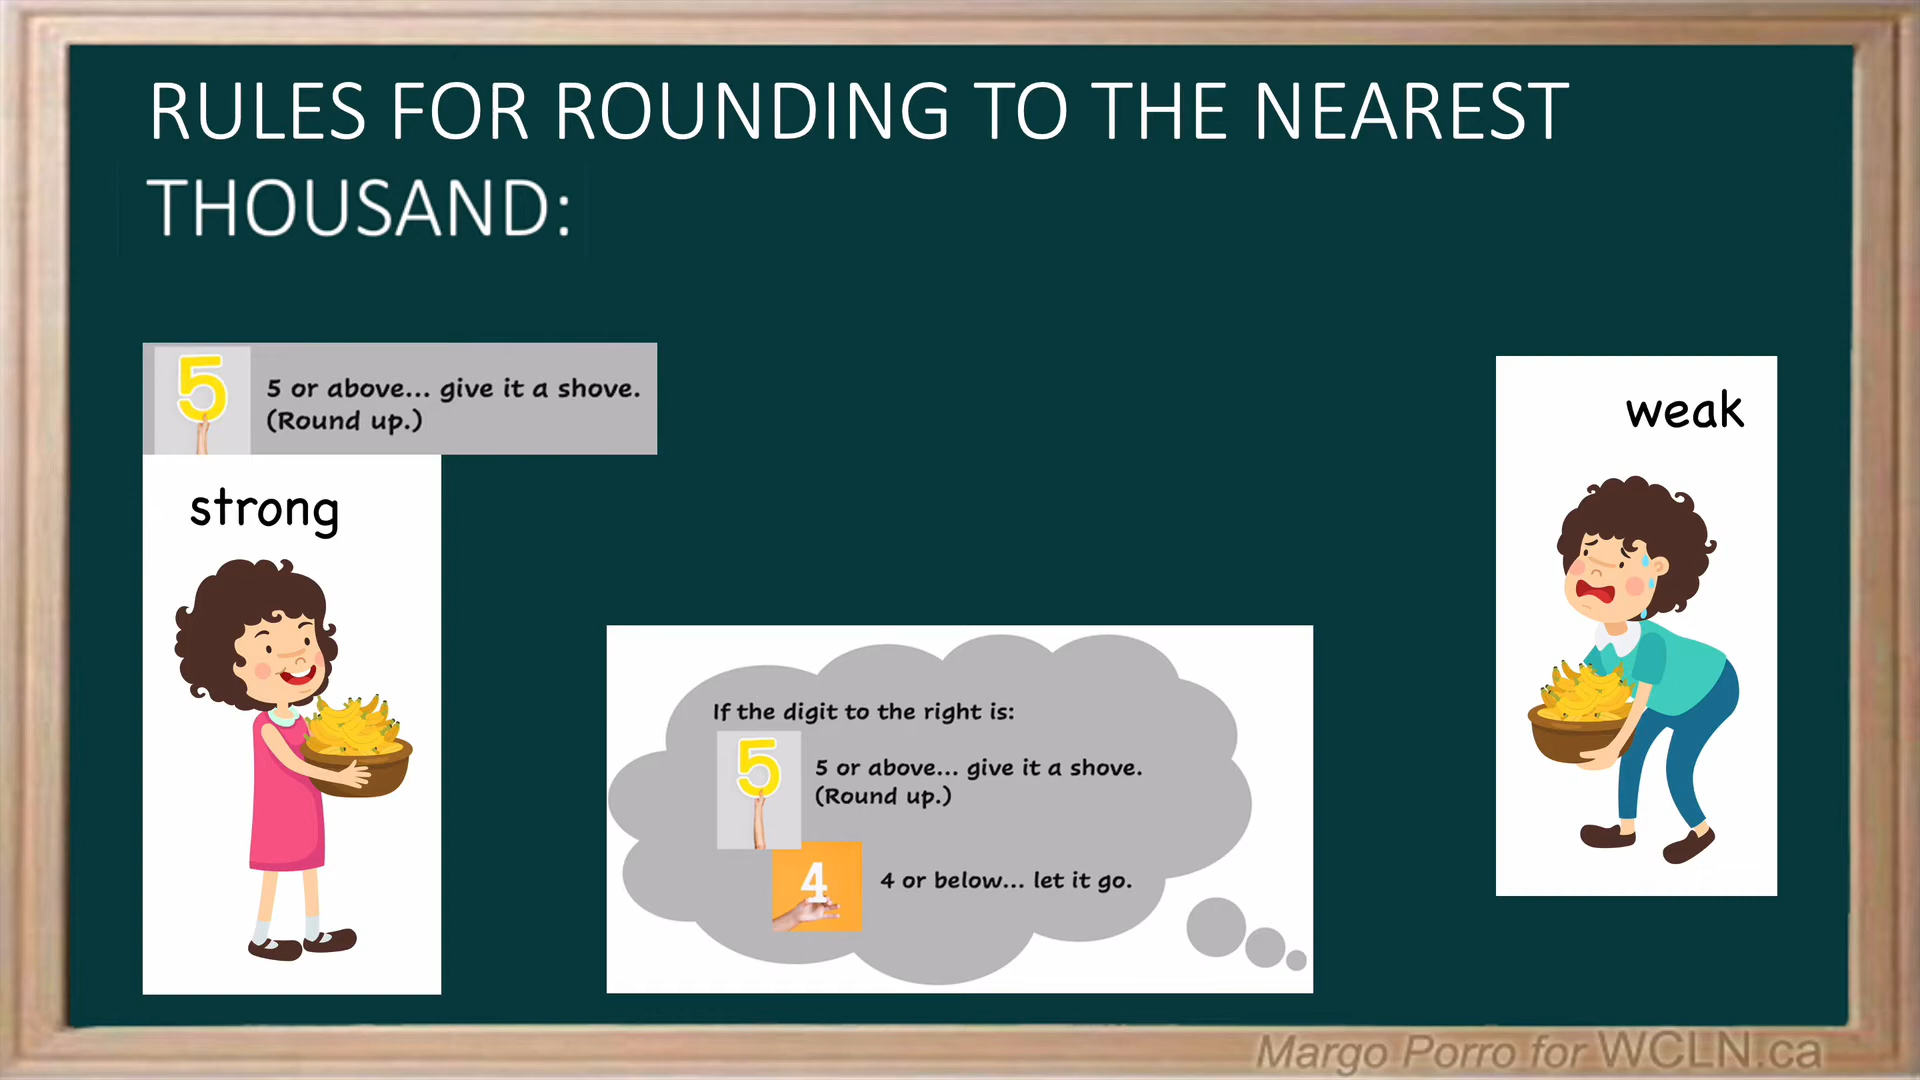 RULES FOR ROUNDING TO THE NEAREST
THOUSAND:
5
5 or above... give it a shove.
(Round up.)
strong
weak
If the digit to the right is:
5
5 or above... give it a shove.
(Round up.)
4
4 or below... let it go.
Margo Porro for WCLN.ca